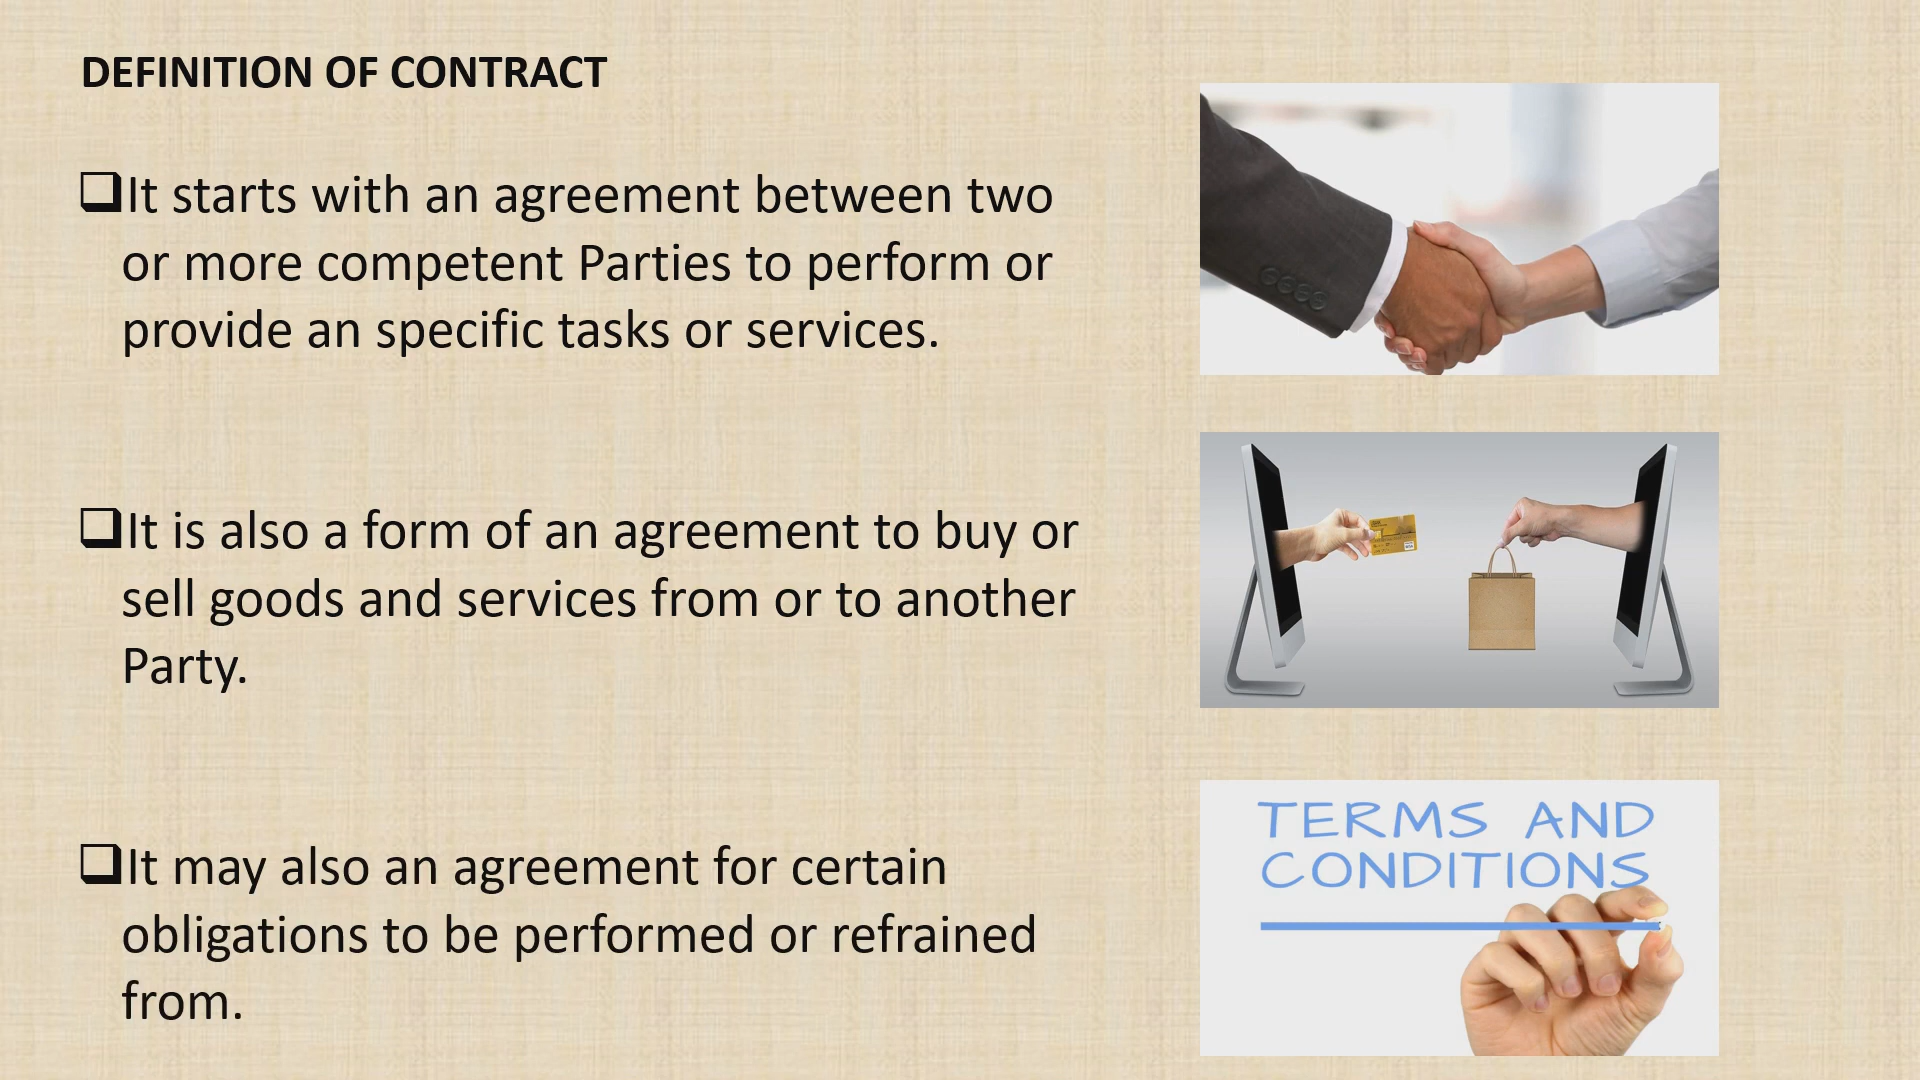 DEFINITION OF CONTRACT
❑It starts with an agreement between two
or more competent Parties to perform or
provide an specific tasks or services.
❑It is also a form of an agreement to buy or
sell goods and services from or to another
Party.
❑It may also an agreement for certain
obligations to be performed or refrained
from.
TERMS AND
CONDITIONS